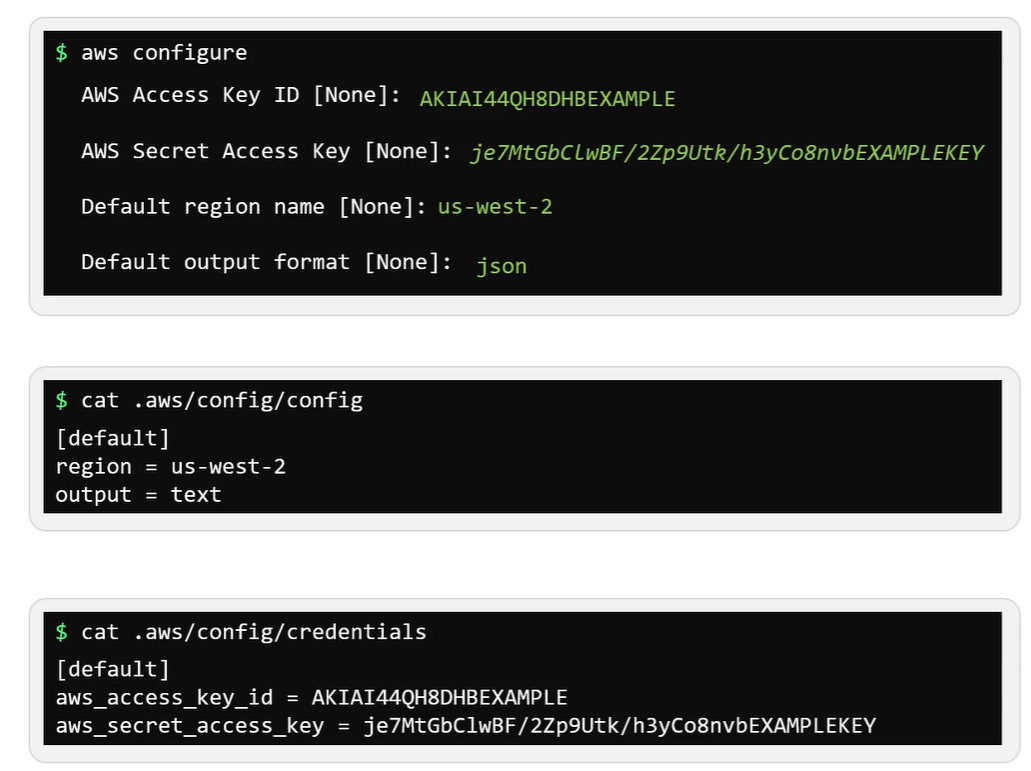 $ aws configure
AWS Access Key ID [None]: AKIAI44QH8DHBEXAMPLE
AWS Secret Access Key [None]: je7MtGbClwBF/2Zp9Utk/h3yCo8nvbEXAMPLEKEY
Default region name [None]: us-west-2
Default output format [None]: json
$ cat .aws/config/config
[default]
region = us-west-2
output = text
$ cat .aws/config/credentials
[default]
aws_access_key_id = AKIAI44QH8DHBEXAMPLE
aws_secret_access_key = je7MtGbClwBF/2Zp9Utk/h3yCo8nvbEXAMPLEKEY